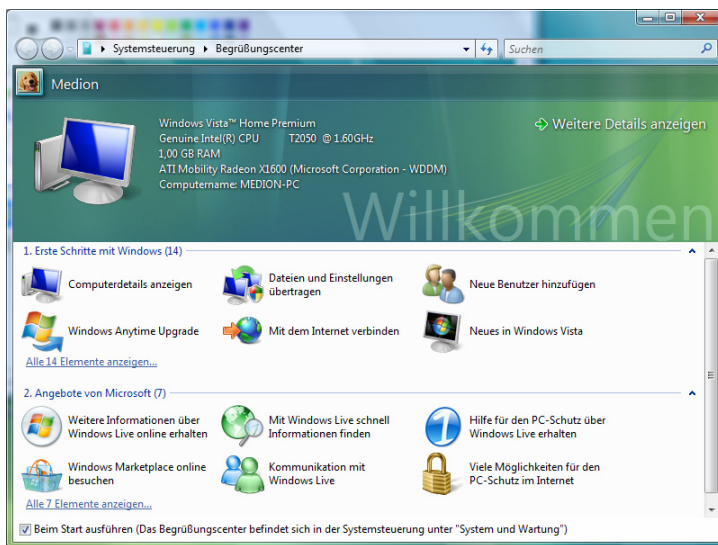 Systemsteuerung Begrüßungscenter
Suchen
Medion
Windows Vista™ Home Premium
Genuine Intel(R) CPU T2050 @ 1.60GHz
1,00 GB RAM
ATI Mobility Radeon X1600 (Microsoft Corporation - WDDM)
Computername: MEDION-PC
Weitere Details anzeigen
Willkommen
1. Erste Schritte mit Windows (14)
Computerdetails anzeigen
Dateien und Einstellungen
übertragen
Neue Benutzer hinzufügen
Windows Anytime Upgrade
Mit dem Internet verbinden
Neues in Windows Vista
Alle 14 Elemente anzeigen...
2. Angebote von Microsoft (7)
Weitere Informationen über
Windows Live online erhalten
Mit Windows Live schnell
Informationen finden
Hilfe für den PC-Schutz über
Windows Live erhalten
Windows Marketplace online
besuchen
Kommunikation mit
Windows Live
Viele Möglichkeiten für den
PC-Schutz im Internet
Alle 7 Elemente anzeigen...
Beim Start ausführen (Das Begrüßungscenter befindet sich in der Systemsteuerung unter "System und Wartung")